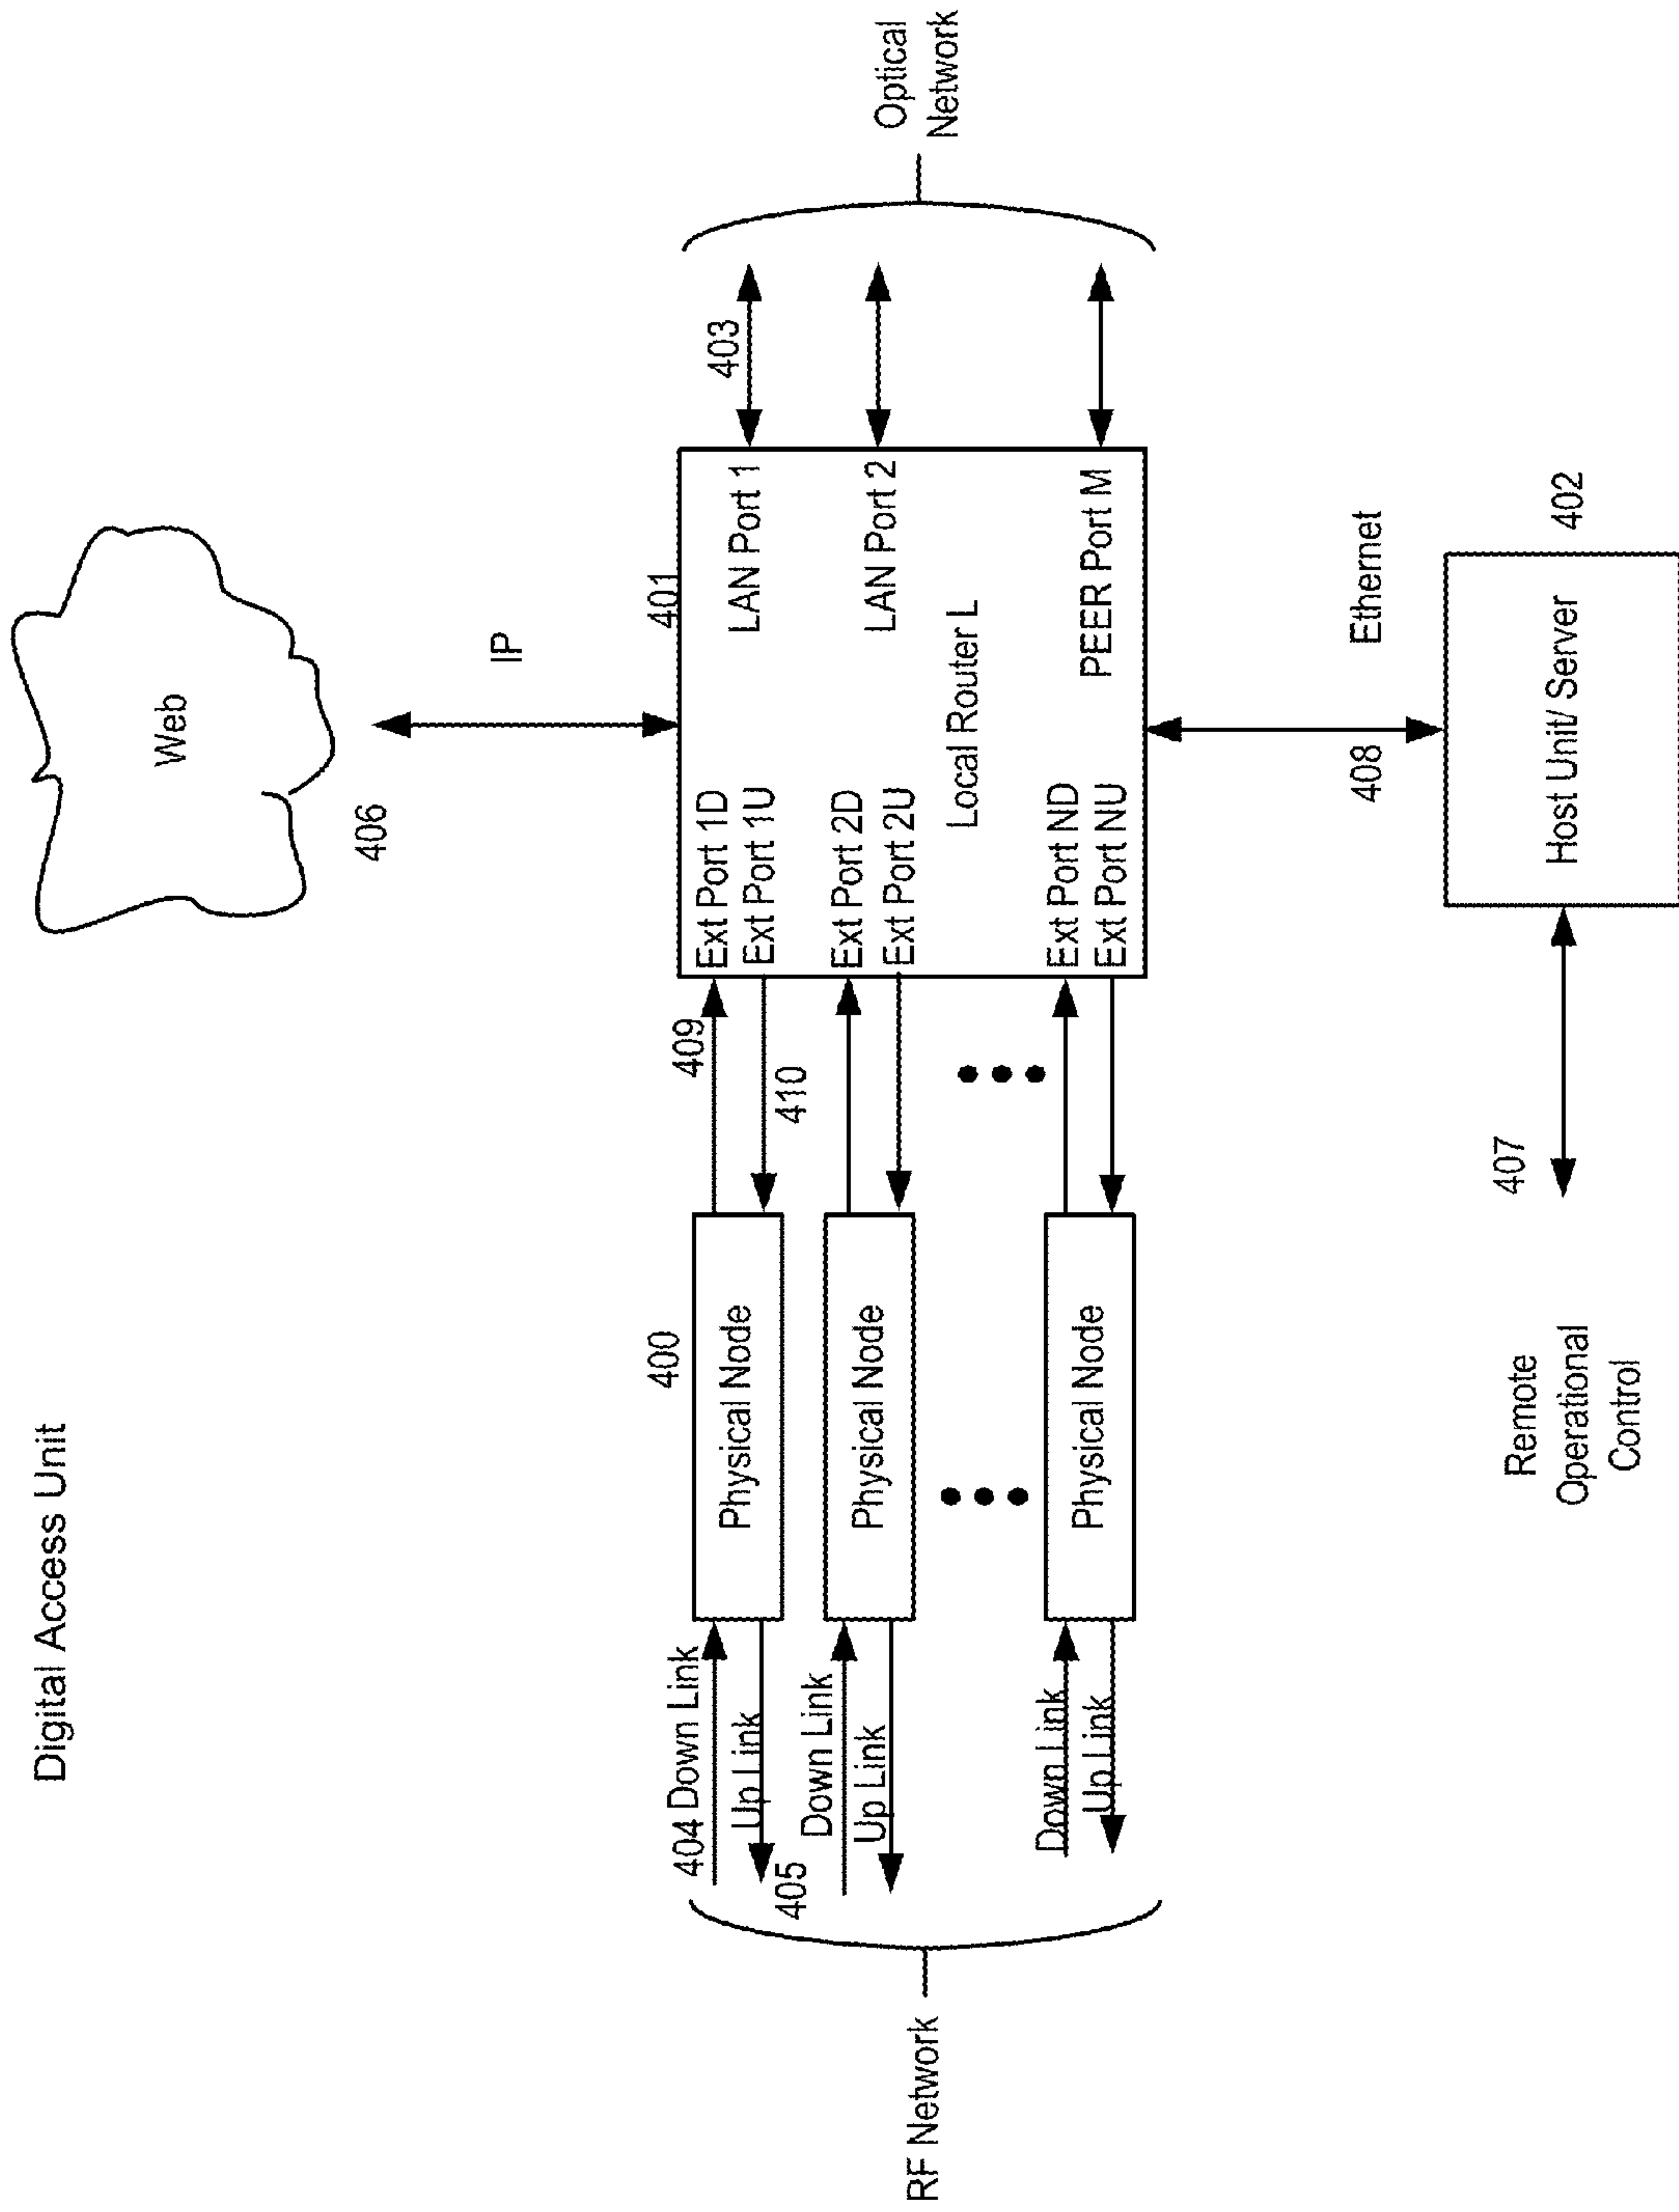 Digital Access Unit
Web
406
IP
401
Ext Port 1D
Ext Port 1U
Ext Port 2D
Ext Port 2U
Ext Port ND
Ext Port NU
Local Router L
LAN Port 1
LAN Port 2
PEER Port M
403
Optical
Network
409
410
400
Physical Node
Physical Node
Physical Node
404 Down Link
Up Link
405
Down Link
Up Link
Down Link
Up Link
RF Network
408
Ethernet
Host Unit/ Server
402
407
Remote
Operational
Control